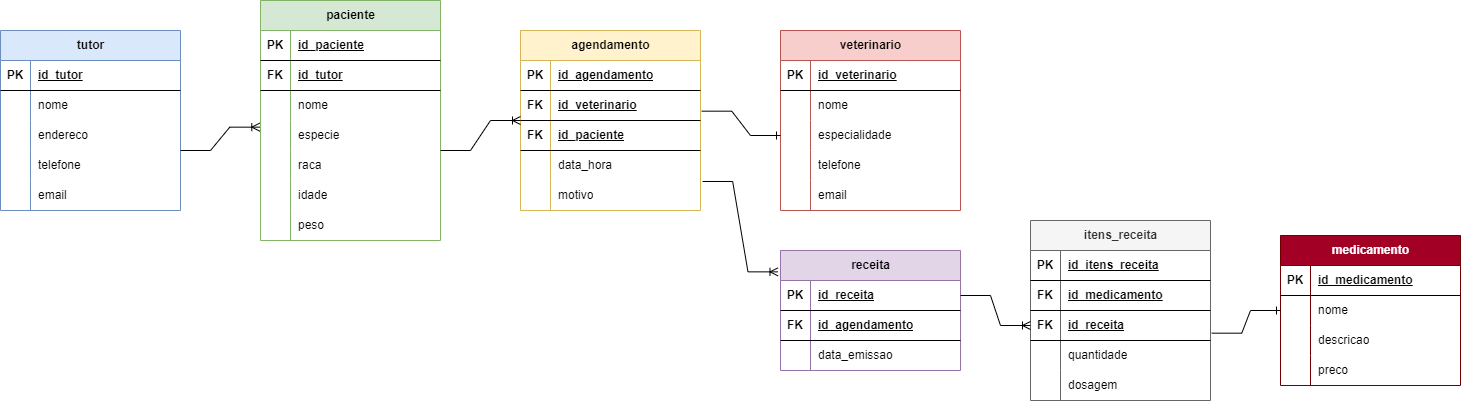 tutor
PK id_tutor
nome
endereco
telefone
email
paciente
PK id_paciente
FK id_tutor
nome
especie
raca
idade
peso
agendamento
PK id_agendamento
FK id_veterinario
FK id_paciente
data_hora
motivo
veterinario
PK id_veterinario
nome
especialidade
telefone
email
receita
PK id_receita
FK id_agendamento
data_emissao
itens_receita
PK id_itens_receita
FK id_medicamento
FK id_receita
quantidade
dosagem
medicamento
PK id_medicamento
nome
descricao
preco